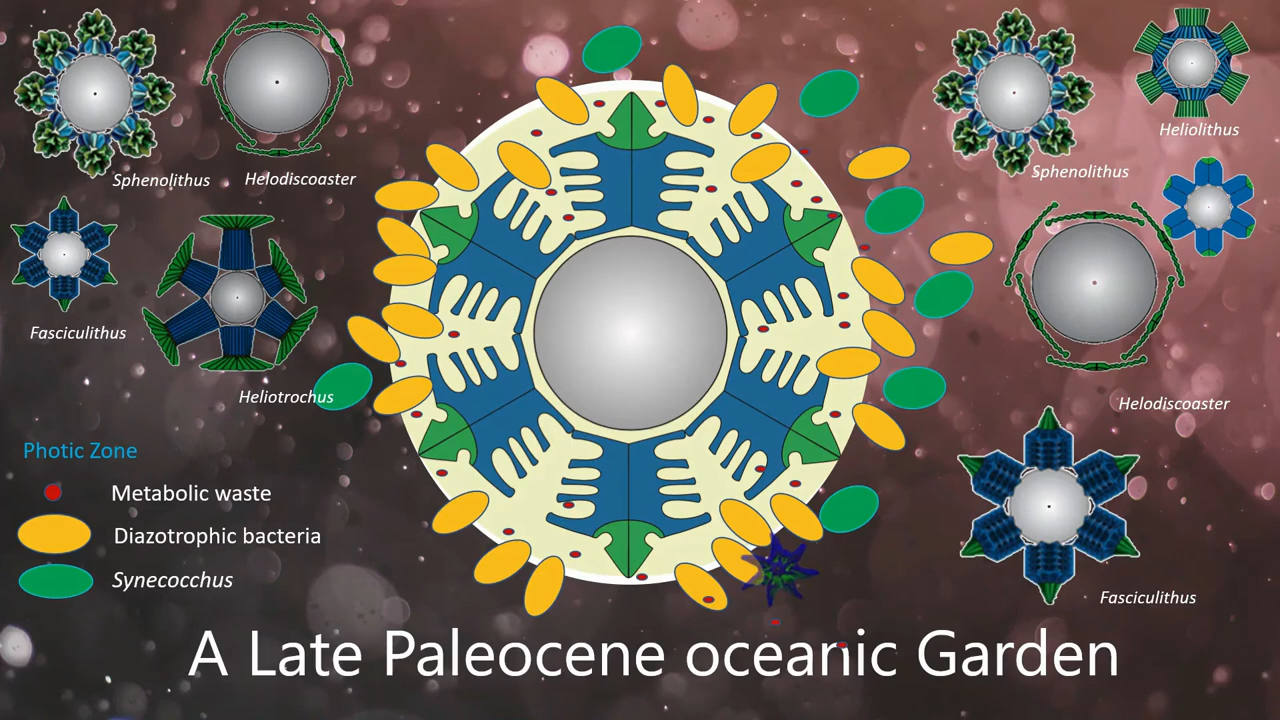 Sphenolithus
Helodiscoaster
Fasciculithus
Heliotrochus
Heliolithus
Sphenolithus
Helodiscoaster
Fasciculithus
Photic Zone
Metabolic waste
Diazotrophic bacteria
Synecocchus
A Late Paleocene oceanic Garden